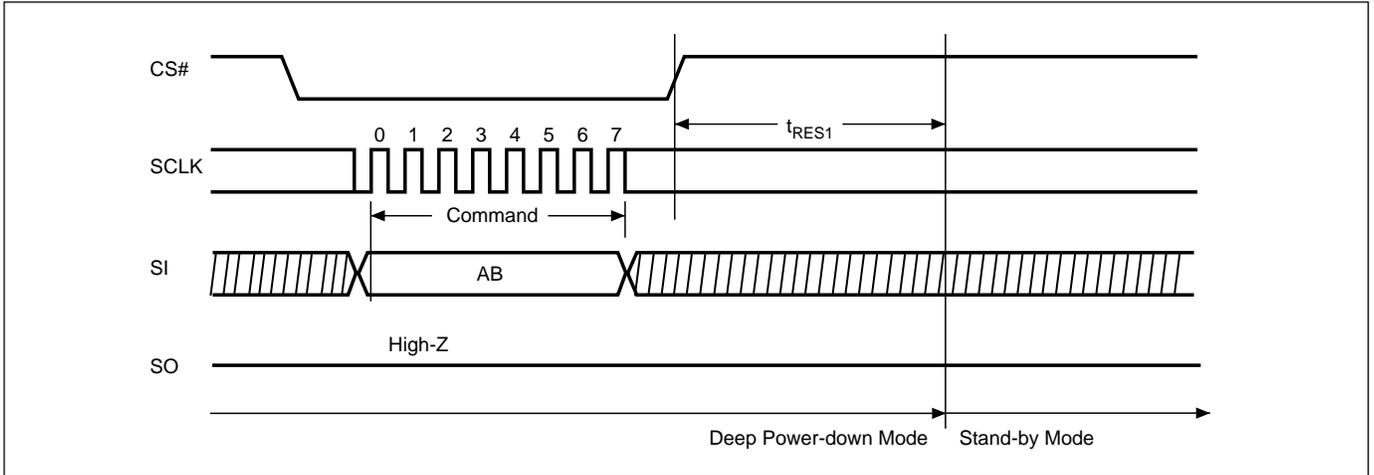 CS#
tRES1
0 1 2 3 4 5 6 7
SCLK
Command
SI
AB
High-Z
SO
Deep Power-down Mode Stand-by Mode